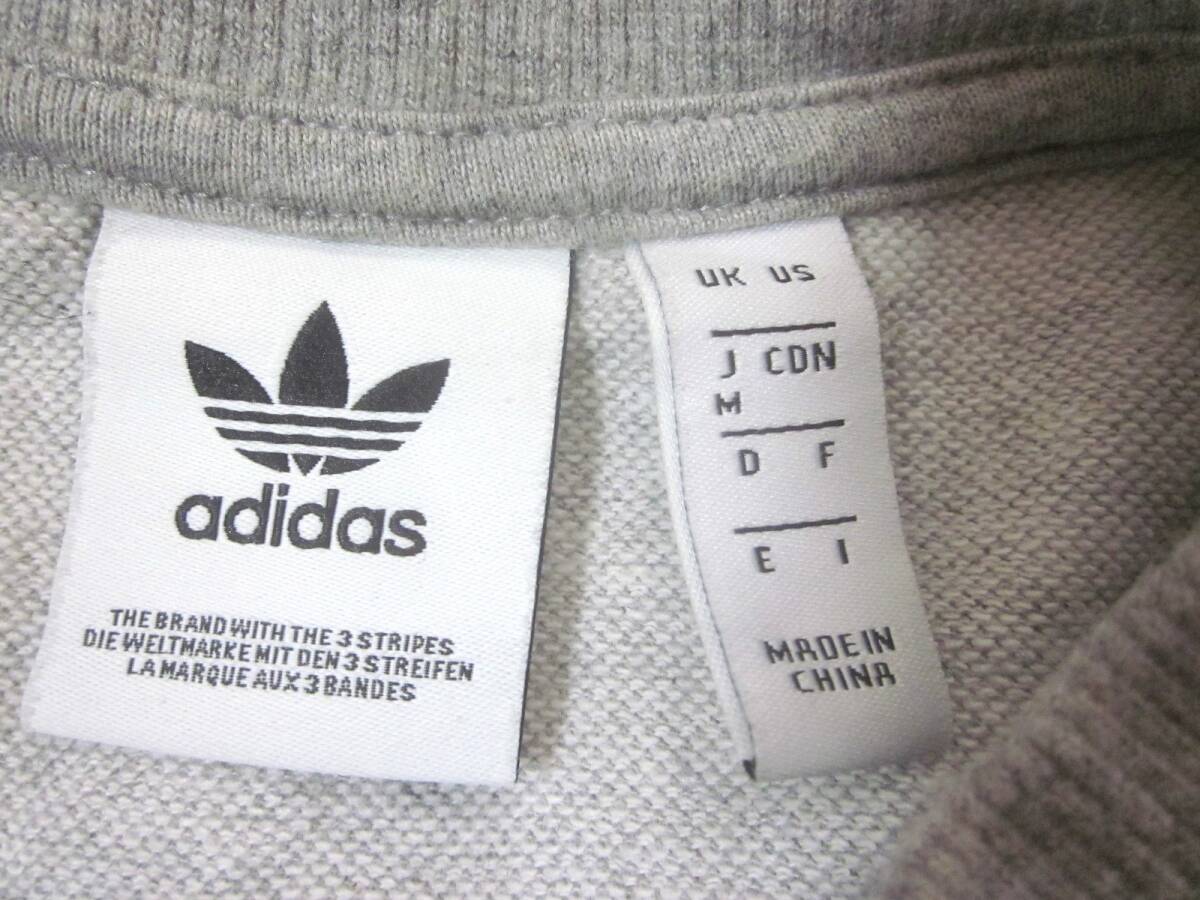 adidas
THE BRAND WITH THE 3 STRIPES
DIE WELTMARKE MIT DEN 3 STREIFEN
LA MARQUE AUX 3 BANDES
UK US
J CDN
M
D F
E I
MADE IN
CHINA